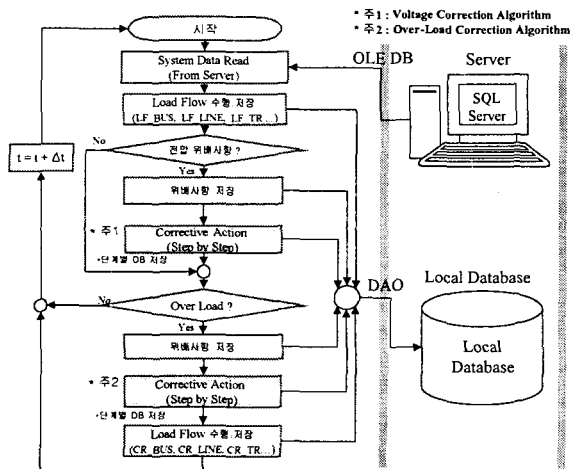 * 주1 : Voltage Correction Algorithm
* 주2 : Over-Load Correction Algorithm
시작
System Data Read
(From Server)
OLE DB
Server
SQL
Server
Load Flow 수행 저장
(LF_BUS, LF_LINE, LF_TR...)
No
전압 위배사항 ?
t = t + Δt
Yes
위배사항 저장
* 주1
Corrective Action
(Step by Step)
*단계별 DB 저장
DAO
Local Database
No
Over Load ?
Yes
위배사항 저장
Local
Database
* 주2
Corrective Action
(Step by Step)
*단계별 DB 저장
Load Flow 수행 저장
(CR_BUS, CR_LINE, CR_TR...)